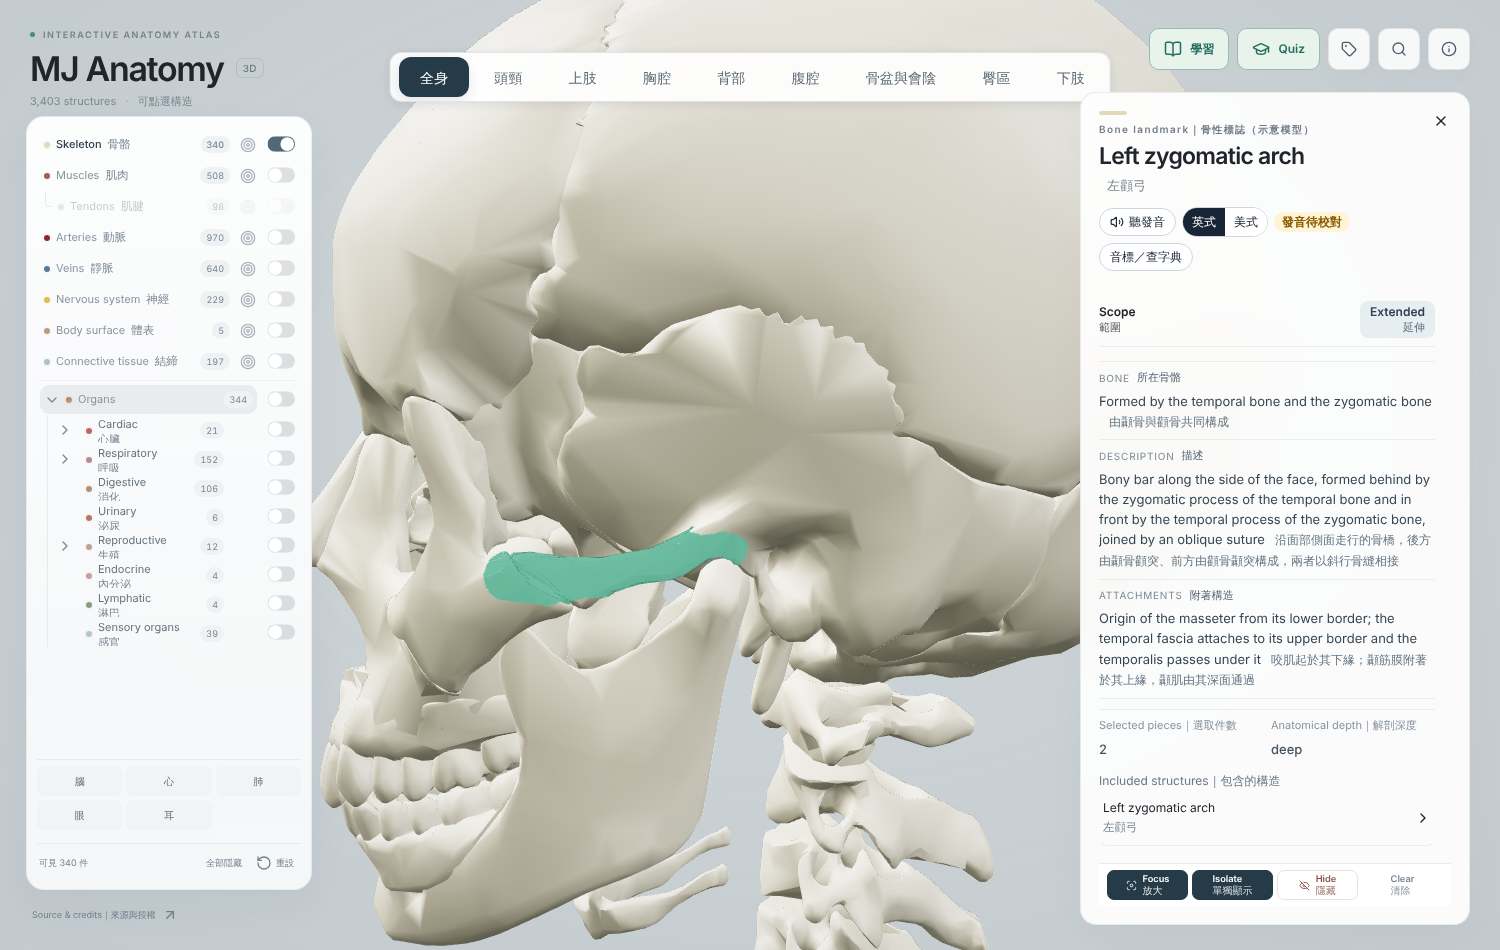 INTERACTIVE ANATOMY ATLAS
MJ Anatomy 3D
3,403 structures · 可點選構造
全身 頭頸 上肢 胸腔 背部 腹腔 骨盆與會陰 臀區 下肢
學習 Quiz
Skeleton 骨骼 340
Muscles 肌肉 508
Tendons 肌腱 98
Arteries 動脈 970
Veins 靜脈 640
Nervous system 神經 229
Body surface 體表 5
Connective tissue 結締 197
Organs 344
Cardiac 21
心臟
Respiratory 152
呼吸
Digestive 106
消化
Urinary 6
泌尿
Reproductive 12
生殖
Endocrine 4
內分泌
Lymphatic 4
淋巴
Sensory organs 39
感官
腦 心 肺
眼 耳
可見 340 件 全部隱藏 重設
Source & credits | 來源與授權
Bone landmark | 骨性標誌（示意模型）
Left zygomatic arch
左顴弓
聽發音 英式 美式 發音待校對
音標／查字典
Scope Extended
範圍 延伸
BONE 所在骨骼
Formed by the temporal bone and the zygomatic bone
由顳骨與顴骨共同構成
DESCRIPTION 描述
Bony bar along the side of the face, formed behind by
the zygomatic process of the temporal bone and in
front by the temporal process of the zygomatic bone,
joined by an oblique suture 沿面部側面走行的骨橋，後方
由顳骨顴突、前方由顴骨顳突構成，兩者以斜行骨縫相接
ATTACHMENTS 附著構造
Origin of the masseter from its lower border; the
temporal fascia attaches to its upper border and the
temporalis passes under it 咬肌起於其下緣；顳筋膜附著
於其上緣，顳肌由其深面通過
Selected pieces | 選取件數 Anatomical depth | 解剖深度
2 deep
Included structures | 包含的構造
Left zygomatic arch
左顴弓
Focus Isolate Hide Clear
放大 單獨顯示 隱藏 清除